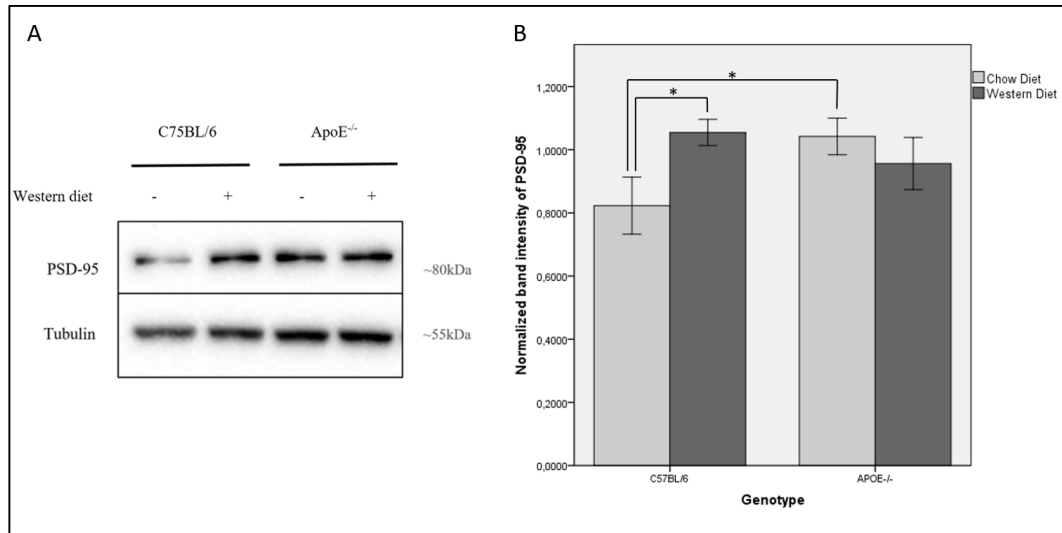 A
C75BL/6 ApoE-/-
Western diet - + - +
PSD-95 ~80kDa
Tubulin ~55kDa
B
Normalized band intensity of PSD-95
1,2000
1,0000
0,8000
0,6000
0,4000
0,2000
0,0000
*
*
Chow Diet
Western Diet
C57BL/6 APOE-/-
Genotype